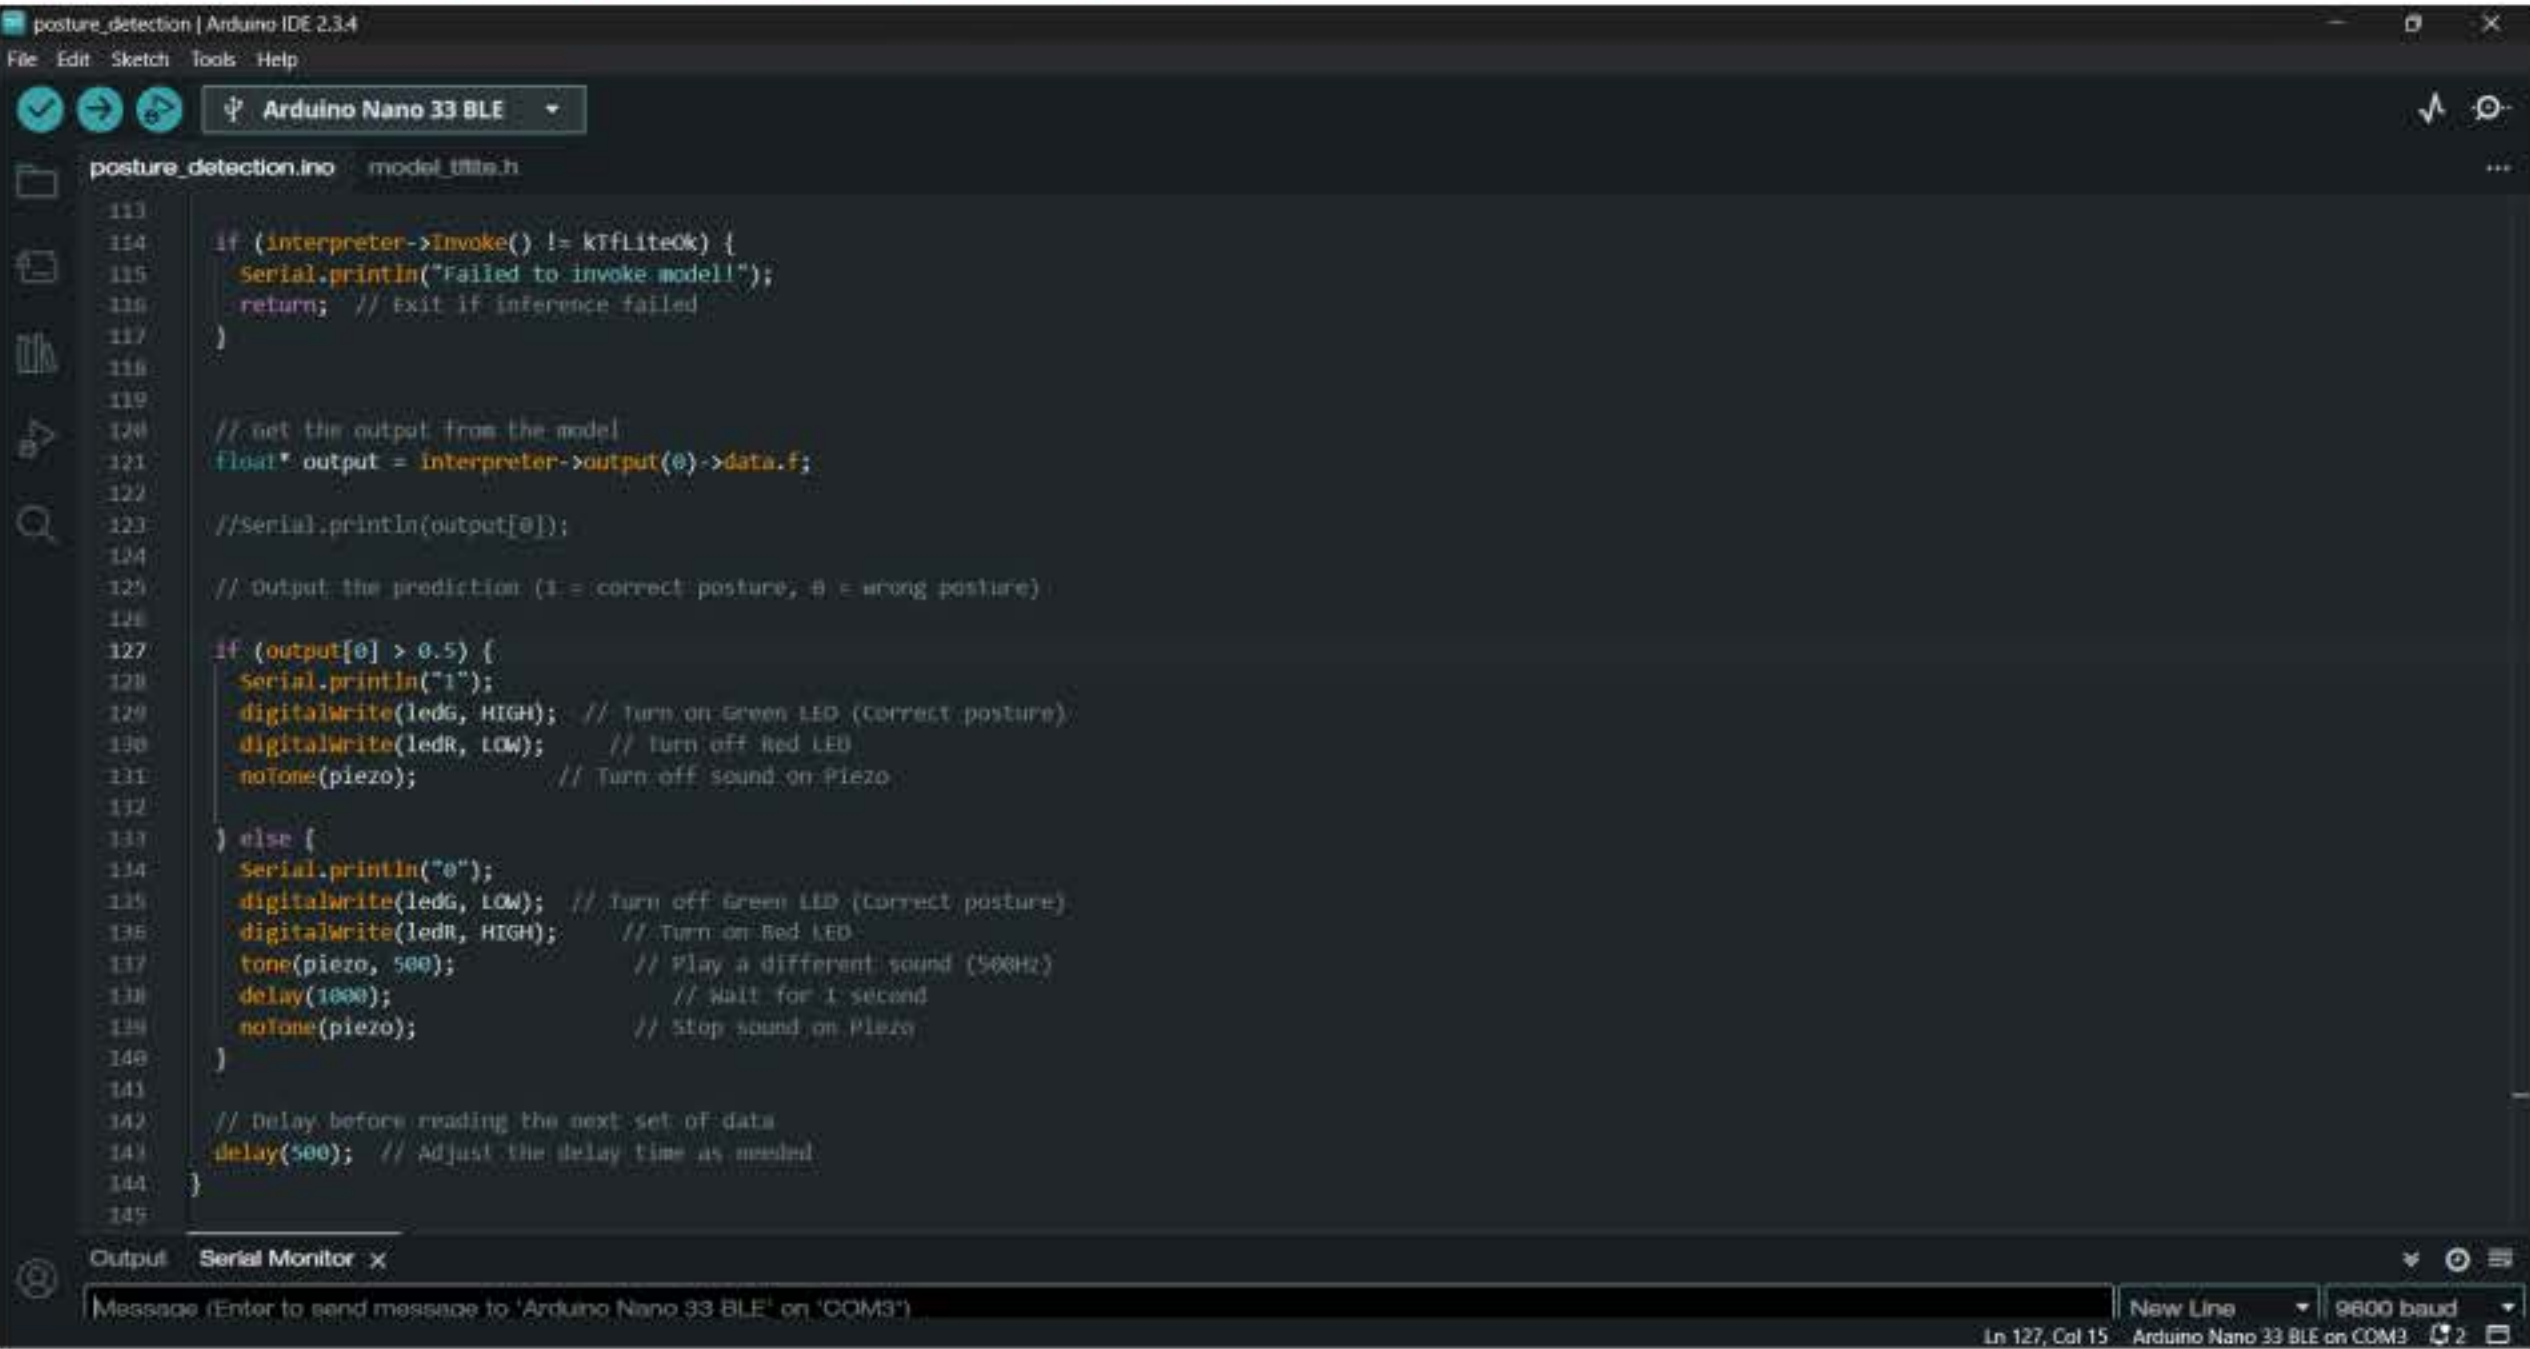 posture_detection | Arduino IDE 2.3.4
File Edit Sketch Tools Help
Arduino Nano 33 BLE
posture_detection.ino model_tflite.h
113
114 if (interpreter->Invoke() != kTfLiteOk) {
115 Serial.println("Failed to invoke model!");
116 return; // Exit if inference failed
117 }
118
119
120 // Get the output from the model
121 float* output = interpreter->output(0)->data.f;
122
123 //Serial.println(output[0]);
124
125 // Output the prediction (1 = correct posture, 0 = wrong posture)
126
127 if (output[0] > 0.5) {
128 Serial.println("1");
129 digitalWrite(ledG, HIGH); // Turn on Green LED (Correct posture)
130 digitalWrite(ledR, LOW); // Turn off Red LED
131 noTone(piezo); // Turn off sound on Piezo
132
133 } else {
134 Serial.println("0");
135 digitalWrite(ledG, LOW); // Turn off Green LED (Correct posture)
136 digitalWrite(ledR, HIGH); // Turn on Red LED
137 tone(piezo, 500); // Play a different sound (500Hz)
138 delay(1000); // Wait for 1 second
139 noTone(piezo); // Stop sound on Piezo
140 }
141
142 // Delay before reading the next set of data
143 delay(500); // Adjust the delay time as needed
144 }
145
Output Serial Monitor
Message (Enter to send message to 'Arduino Nano 33 BLE' on 'COM3') New Line 9600 baud
Ln 127, Col 15 Arduino Nano 33 BLE on COM3 2